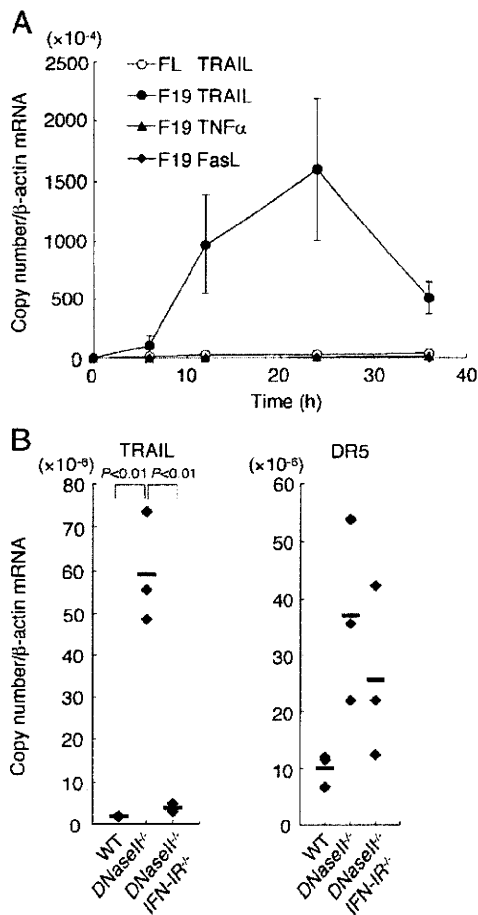 A
(×10⁻⁴)
2500
2000
1500
1000
500
0
Copy number/β-actin mRNA
FL TRAIL
F19 TRAIL
F19 TNFα
F19 FasL
0 10 20 30 40
Time (h)
B
TRAIL
(×10⁻⁶)
P<0.01 P<0.01
80
70
60
50
40
30
20
10
0
Copy number/β-actin mRNA
WT
DNaseII-/-
DNaseII-/-
IFN-IR-/-
DR5
(×10⁻⁶)
60
50
40
30
20
10
0
WT
DNaseII-/-
DNaseII-/-
IFN-IR-/-